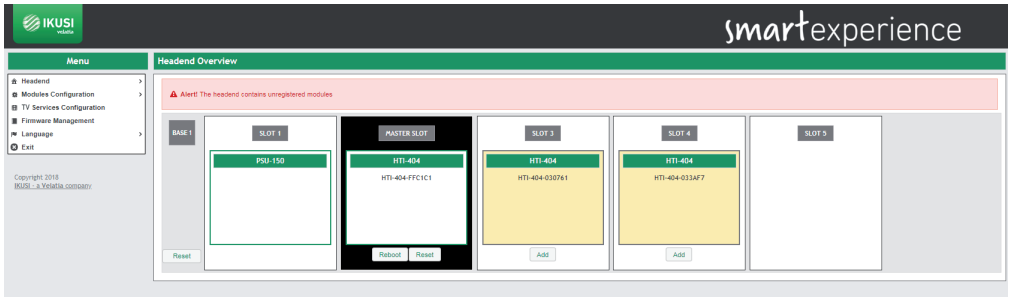 IKUSI
velatia
smartexperience
Menu
Headend
Modules Configuration
TV Services Configuration
Firmware Management
Language
Exit
Copyright 2018
IKUSI - a Velatia company
Headend Overview
Alert! The headend contains unregistered modules
BASE 1
Reset
SLOT 1
PSU-150
MASTER SLOT
HTI-404
HTI-404-FFC1C1
Reboot Reset
SLOT 3
HTI-404
HTI-404-030761
Add
SLOT 4
HTI-404
HTI-404-033AF7
Add
SLOT 5